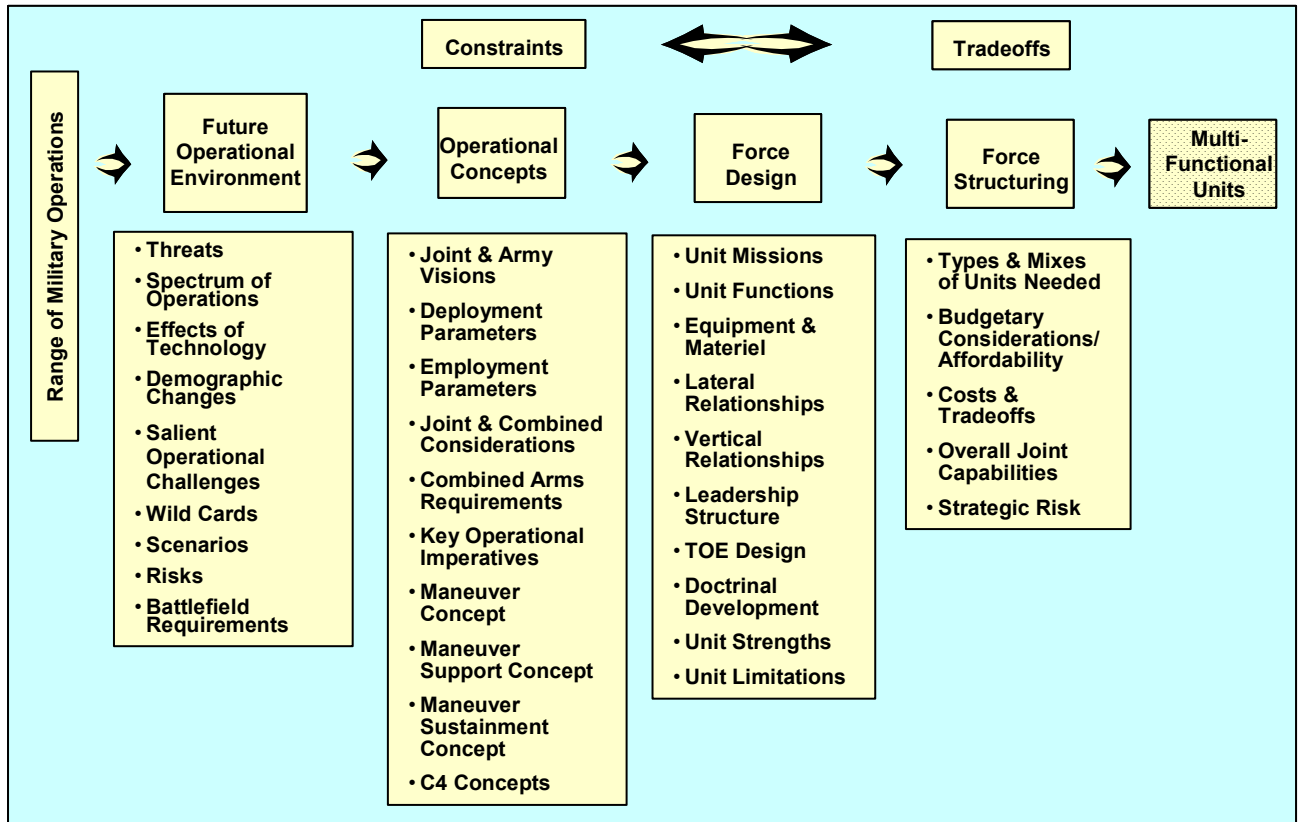 Constraints
Tradeoffs
Range of Military Operations
Future
Operational
Environment
Operational
Concepts
Force
Design
Force
Structuring
Multi-
Functional
Units
• Threats
• Spectrum of
Operations
• Effects of
Technology
• Demographic
Changes
• Salient
Operational
Challenges
• Wild Cards
• Scenarios
• Risks
• Battlefield
Requirements
• Joint & Army
Visions
• Deployment
Parameters
• Employment
Parameters
• Joint & Combined
Considerations
• Combined Arms
Requirements
• Key Operational
Imperatives
• Maneuver
Concept
• Maneuver
Support Concept
• Maneuver
Sustainment
Concept
• C4 Concepts
• Unit Missions
• Unit Functions
• Equipment &
Materiel
• Lateral
Relationships
• Vertical
Relationships
• Leadership
Structure
• TOE Design
• Doctrinal
Development
• Unit Strengths
• Unit Limitations
• Types & Mixes
of Units Needed
• Budgetary
Considerations/
Affordability
• Costs &
Tradeoffs
• Overall Joint
Capabilities
• Strategic Risk